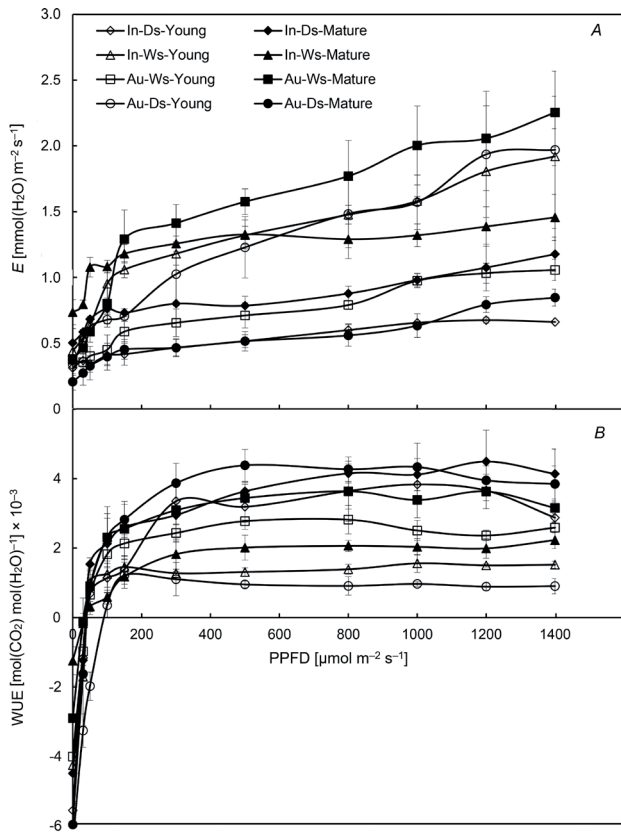 3.0
2.5
2.0
1.5
1.0
0.5
0
E [mmol(H₂O) m⁻² s⁻¹]
In-Ds-Young
In-Ds-Mature
A
In-Ws-Young
In-Ws-Mature
Au-Ws-Young
Au-Ws-Mature
Au-Ds-Young
Au-Ds-Mature
B
4
2
0
-2
-4
-6
WUE [mol(CO₂) mol(H₂O)⁻¹] × 10⁻³
0 200 400 600 800 1000 1200 1400
PPFD [µmol m⁻² s⁻¹]